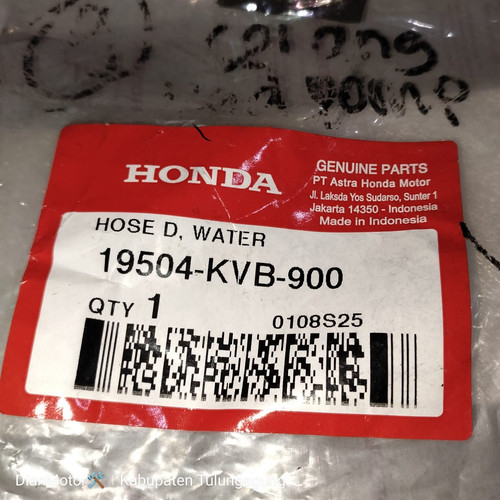 HONDA
GENUINE PARTS
PT Astra Honda Motor
Jl. Laksda Yos Sudarso, Sunter 1
Jakarta 14350 - Indonesia
Made in Indonesia
HOSE D, WATER
19504-KVB-900
QTY 1
0108S25
Kabupaten